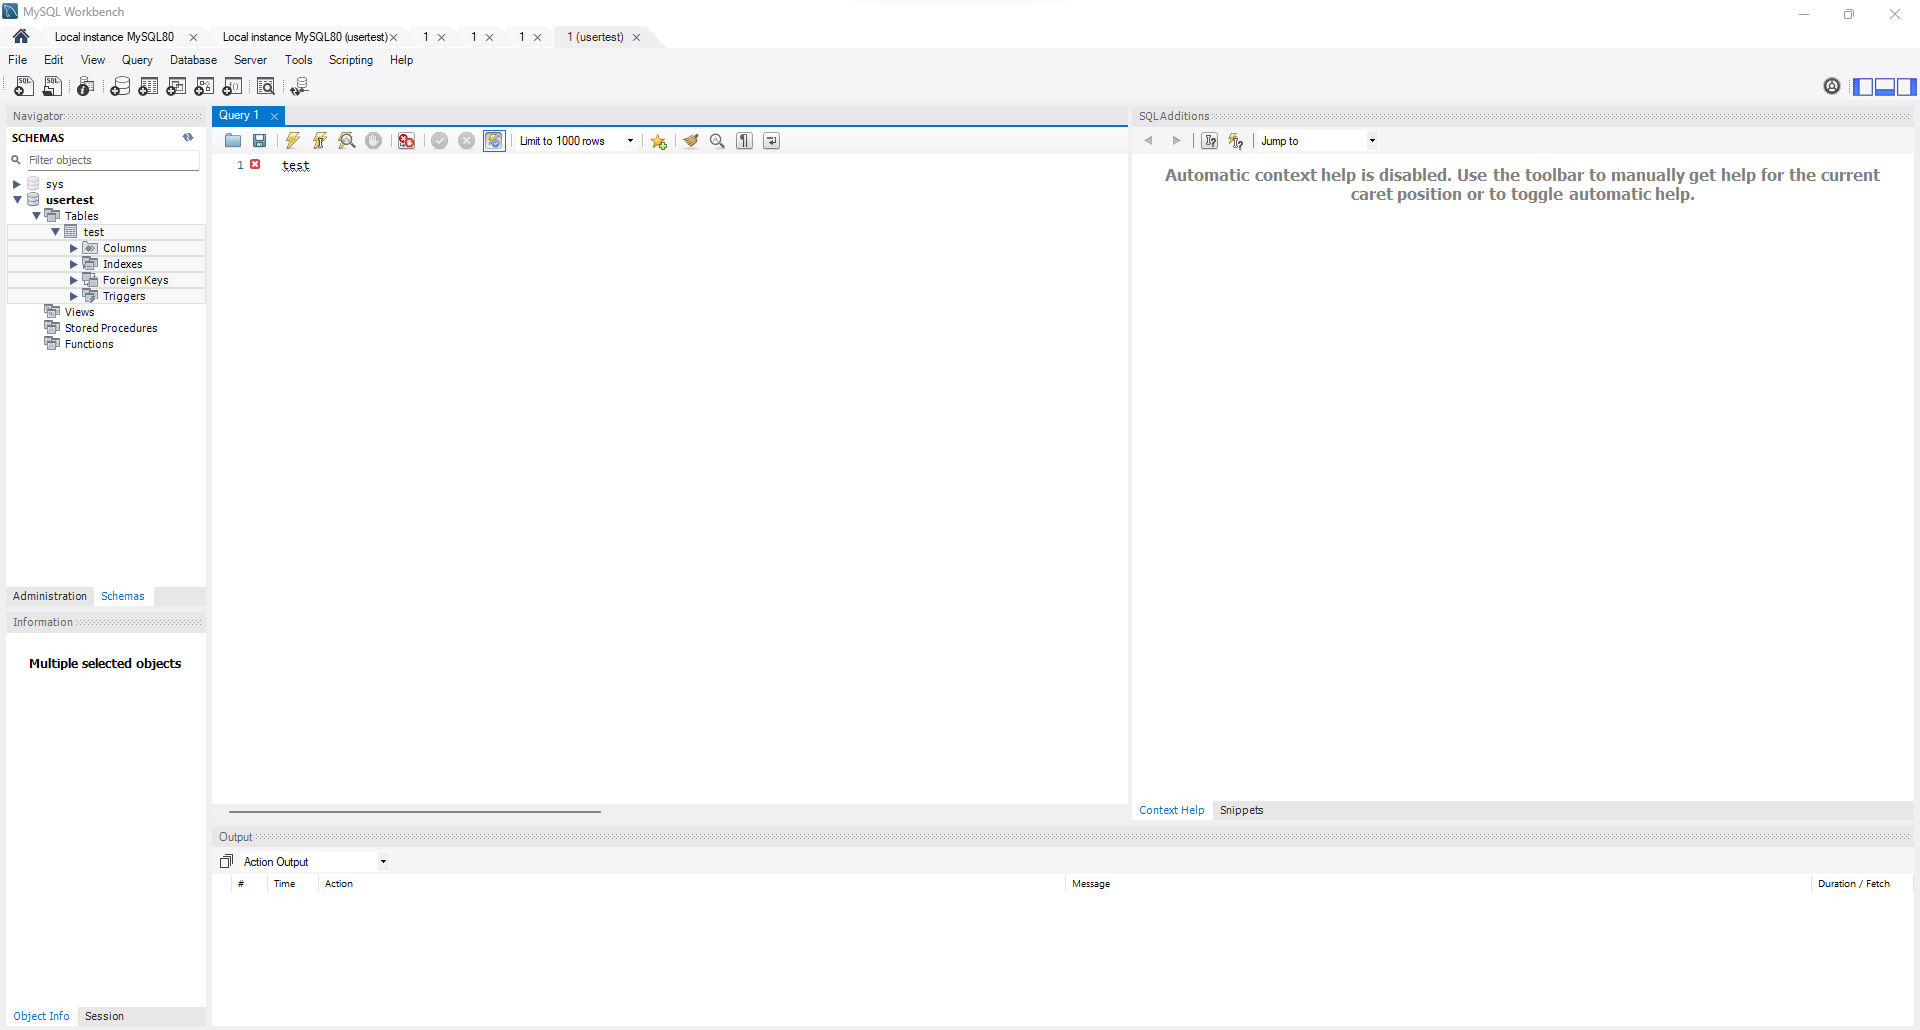 MySQL Workbench
Local instance MySQL80
Local instance MySQL80 (usertest)
1
1
1
1 (usertest)
File Edit View Query Database Server Tools Scripting Help
Navigator
SCHEMAS
Filter objects
sys
usertest
Tables
test
Columns
Indexes
Foreign Keys
Triggers
Views
Stored Procedures
Functions
Administration Schemas
Information
Multiple selected objects
Object Info Session
Query 1
Limit to 1000 rows
1 test
SQLAdditions
Jump to
Automatic context help is disabled. Use the toolbar to manually get help for the current
caret position or to toggle automatic help.
Context Help Snippets
Output
Action Output
# Time Action Message Duration / Fetch